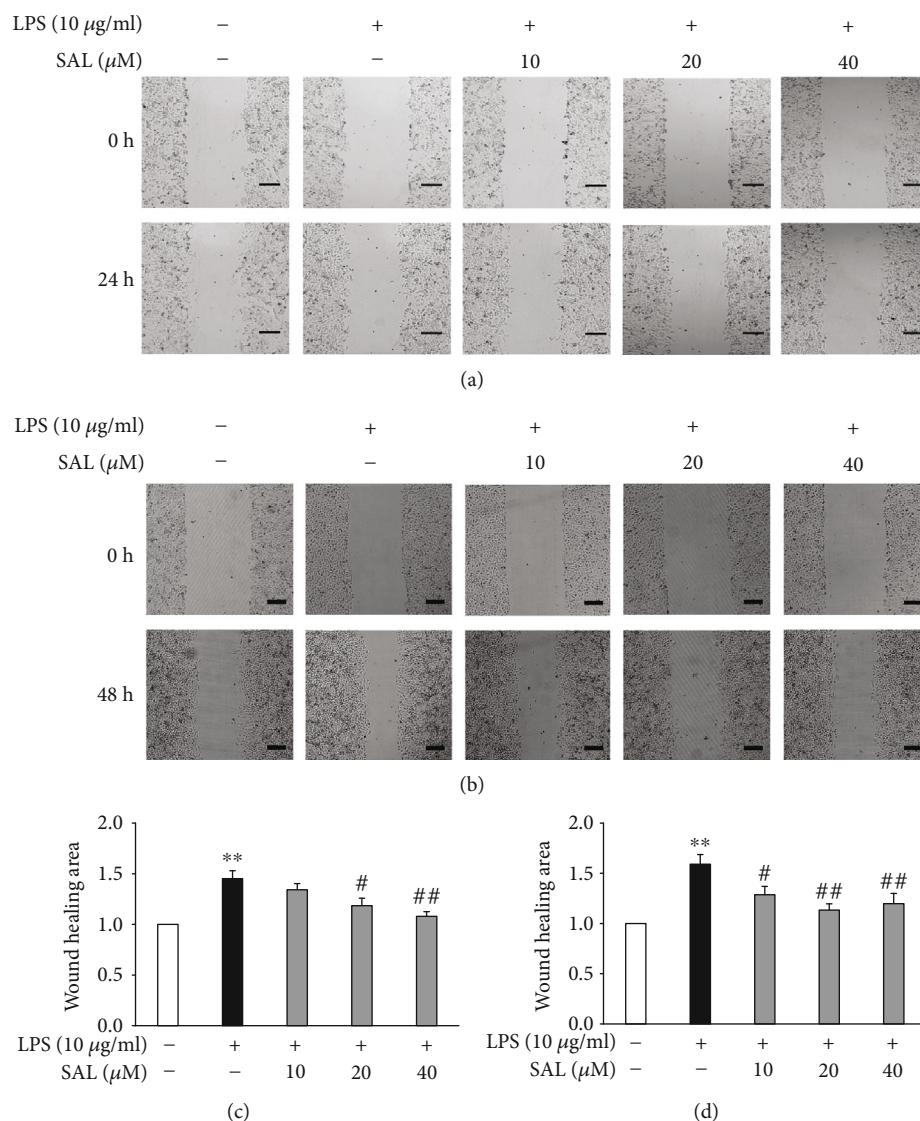 LPS (10 μg/ml) − + + + +
SAL (μM) − − 10 20 40
0 h
24 h
(a)
LPS (10 μg/ml) − + + + +
SAL (μM) − − 10 20 40
0 h
48 h
(b)
Wound healing area
2.0
1.5
1.0
0.5
0.0
** # ##
LPS (10 μg/ml) − + + + +
SAL (μM) − − 10 20 40
(c)
Wound healing area
2.0
1.5
1.0
0.5
0.0
** # ## ##
LPS (10 μg/ml) − + + + +
SAL (μM) − − 10 20 40
(d)